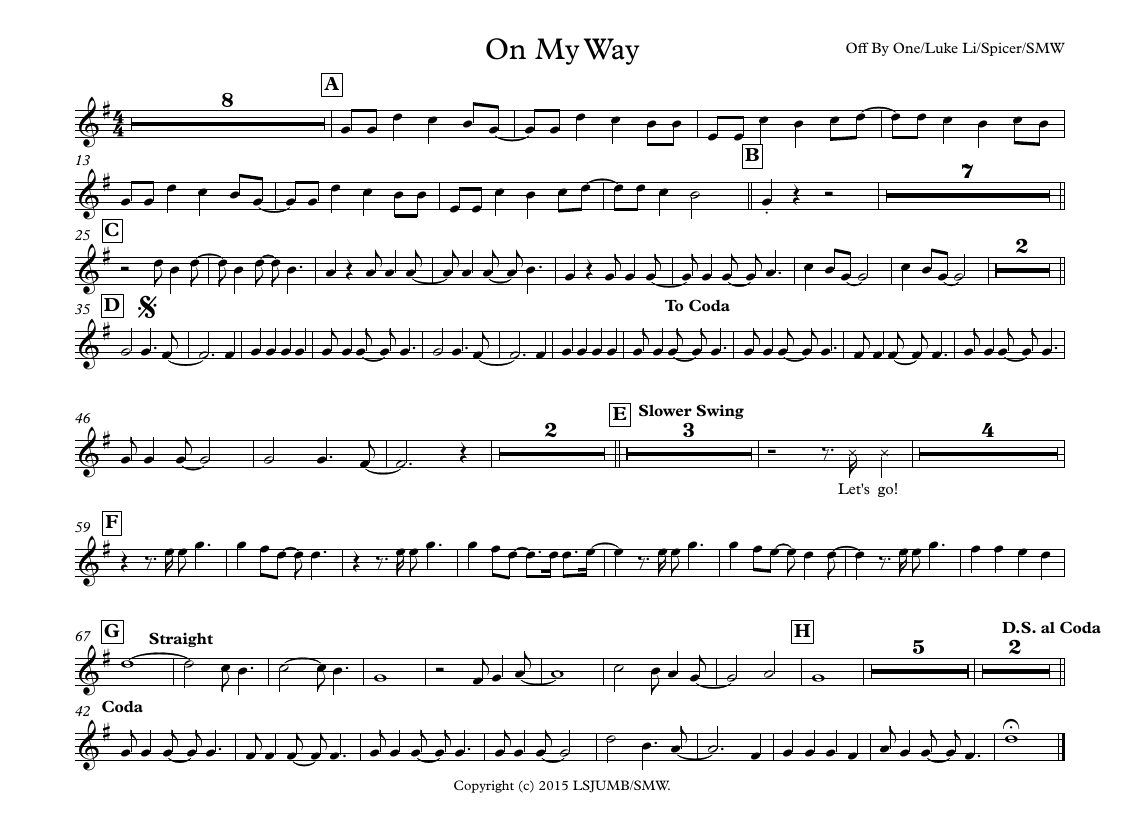 On My Way
Off By One/Luke Li/Spicer/SMW
A
8
4
4
13
B
7
25
C
2
35
D
To Coda
46
2
E
Slower Swing
3
4
Let's go!
59
F
67
G
Straight
H
5
2
D.S. al Coda
42
Coda
Copyright (c) 2015 LSJUMB/SMW.